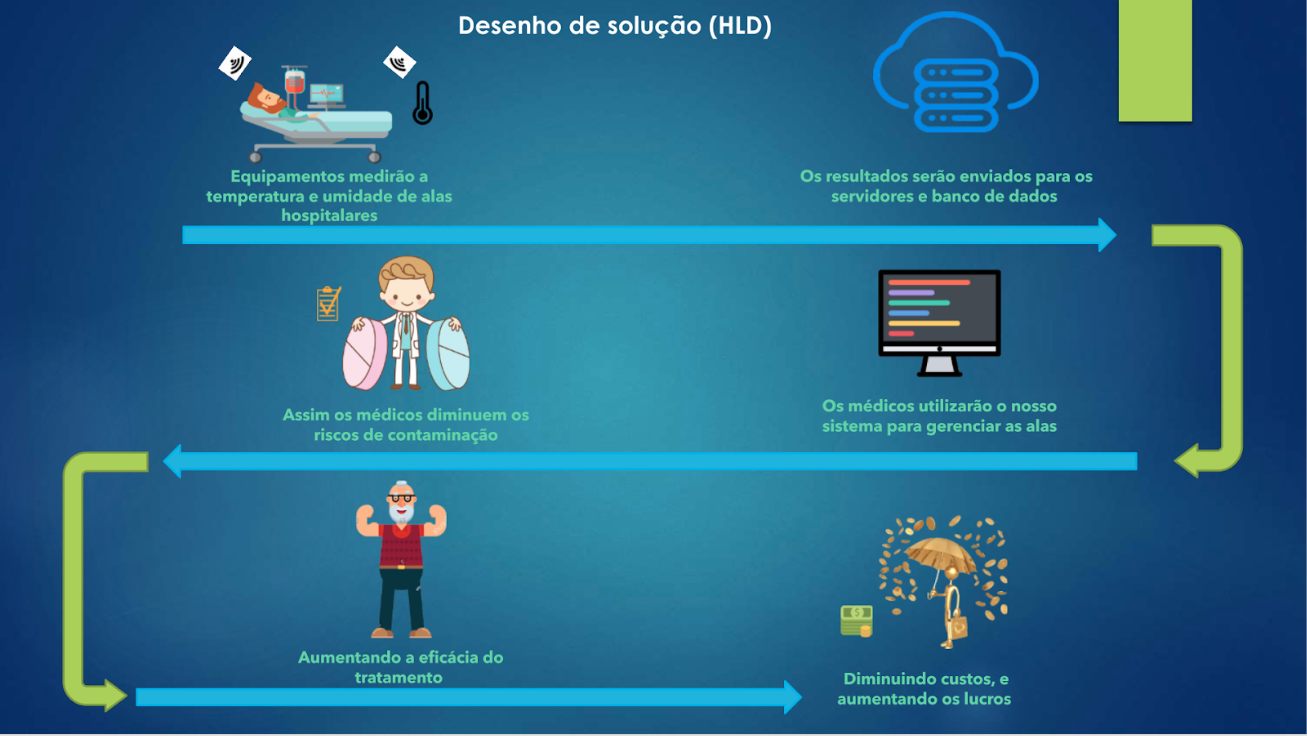 Desenho de solução (HLD)
Equipamentos medirão a
temperatura e umidade de alas
hospitalares
Os resultados serão enviados para os
servidores e banco de dados
Os médicos utilizarão o nosso
sistema para gerenciar as alas
Assim os médicos diminuem os
riscos de contaminação
Aumentando a eficácia do
tratamento
Diminuindo custos, e
aumentando os lucros